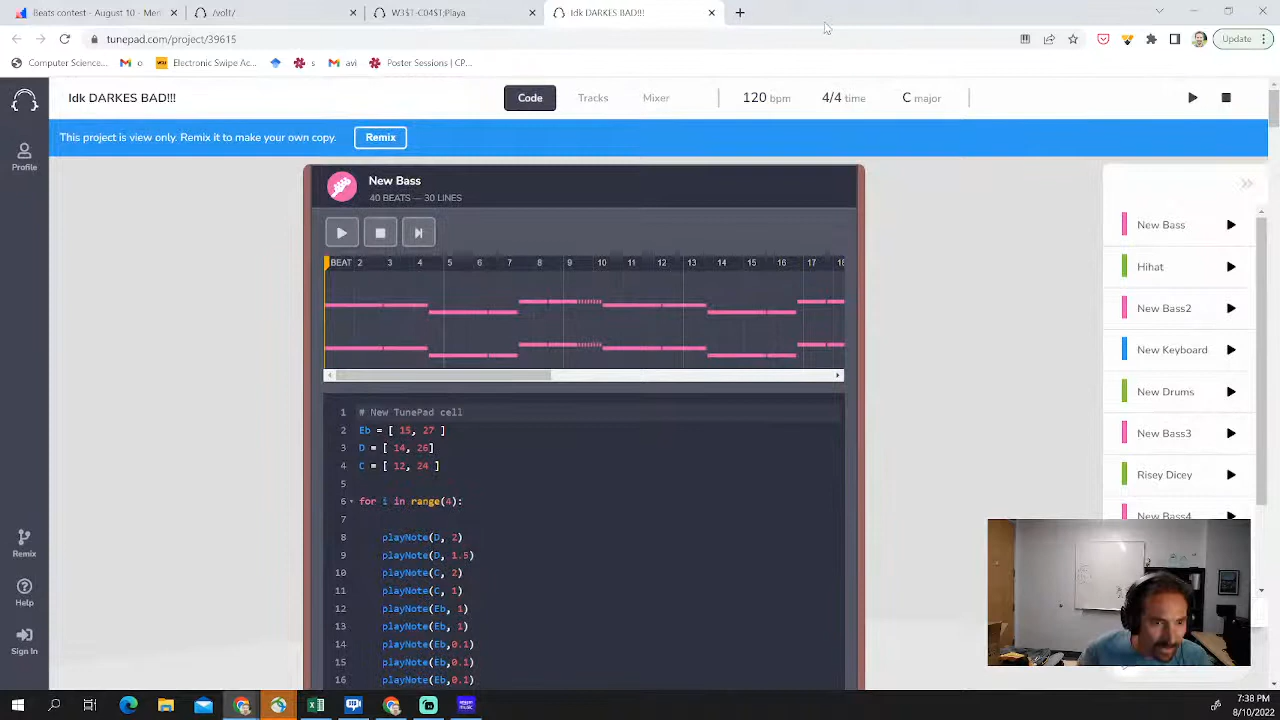 Beats contest - August 10 - Meri
/volt/
W3$T-C04$T;Playa
Idk DARKES BAD!!!
tunepad.com/project/39615
Update
Computer Science...
o
Electronic Swipe Ac...
s
avi
Poster Sessions | CP...
Idk DARKES BAD!!!
Code
Tracks
Mixer
120 bpm
4/4 time
C major
Profile
This project is view only. Remix it to make your own copy.
Remix
New Bass
40 BEATS — 30 LINES
BEAT 2 3 4 5 6 7 8 9 10 11 12 13 14 15 16 17 18
1 # New TunePad cell
2 Eb = [ 15, 27 ]
3 D = [ 14, 26]
4 C = [ 12, 24 ]
5
6 for i in range(4):
7
8 playNote(D, 2)
9 playNote(D, 1.5)
10 playNote(C, 2)
11 playNote(C, 1)
12 playNote(Eb, 1)
13 playNote(Eb, 1)
14 playNote(Eb,0.1)
15 playNote(Eb,0.1)
16 playNote(Eb,0.1)
New Bass
Hihat
New Bass2
New Keyboard
New Drums
New Bass3
Risey Dicey
New Bass4
Remix
Help
Sign In
7:38 PM
8/10/2022